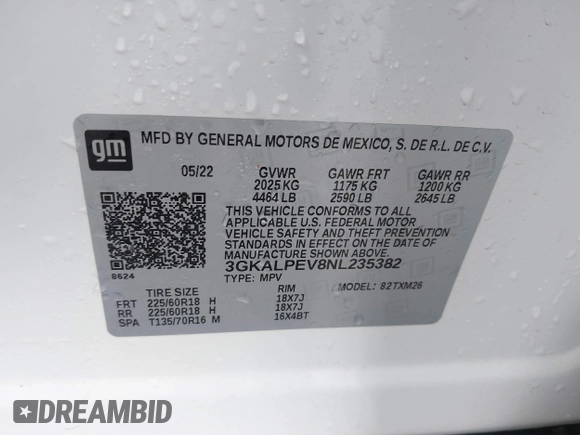 gm
MFD BY GENERAL MOTORS DE MEXICO, S. DE R.L. DE C.V.
05/22 GVWR GAWR FRT GAWR RR
2025 KG 1175 KG 1200 KG
4464 LB 2590 LB 2645 LB
THIS VEHICLE CONFORMS TO ALL
APPLICABLE U.S. FEDERAL MOTOR
VEHICLE SAFETY AND THEFT PREVENTION
STANDARDS IN EFFECT ON THE DATE OF
MANUFACTURE SHOWN ABOVE.
3GKALPEV8NL235382
8624 TYPE: MPV MODEL: 82TXM26
TIRE SIZE RIM
FRT 225/60R18 H 18X7J
RR 225/60R18 H 18X7J
SPA T135/70R16 M 16X4BT
DREAMBID